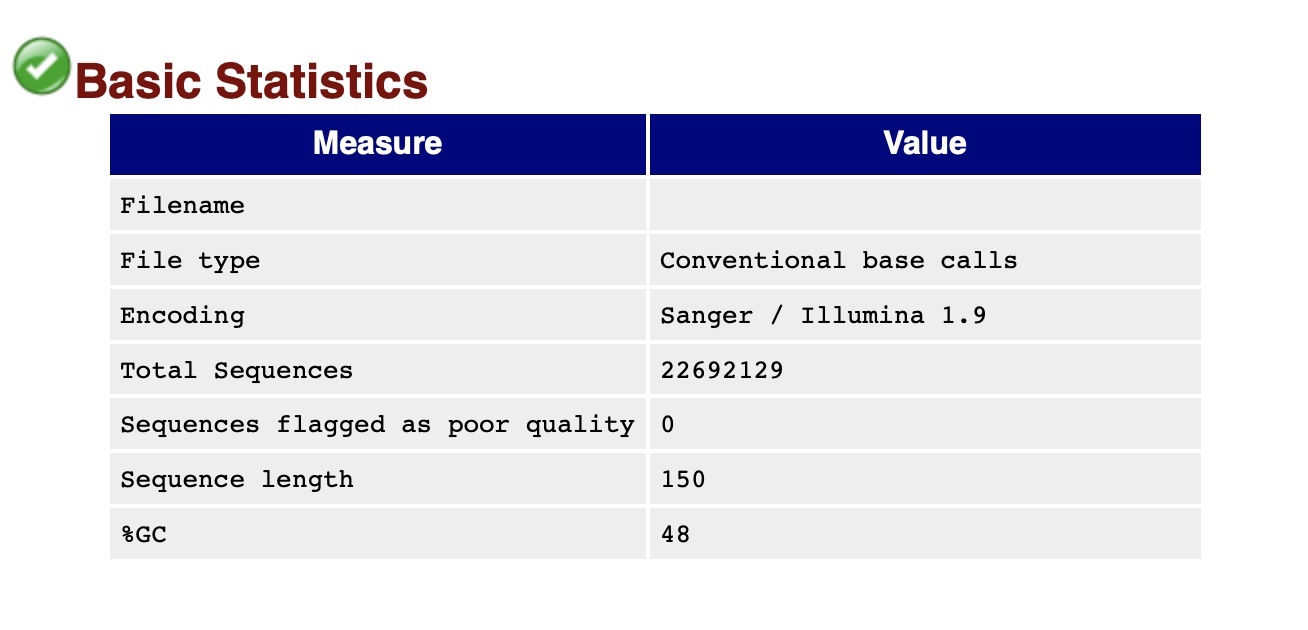 Basic Statistics
Measure Value
Filename
File type Conventional base calls
Encoding Sanger / Illumina 1.9
Total Sequences 22692129
Sequences flagged as poor quality 0
Sequence length 150
%GC 48